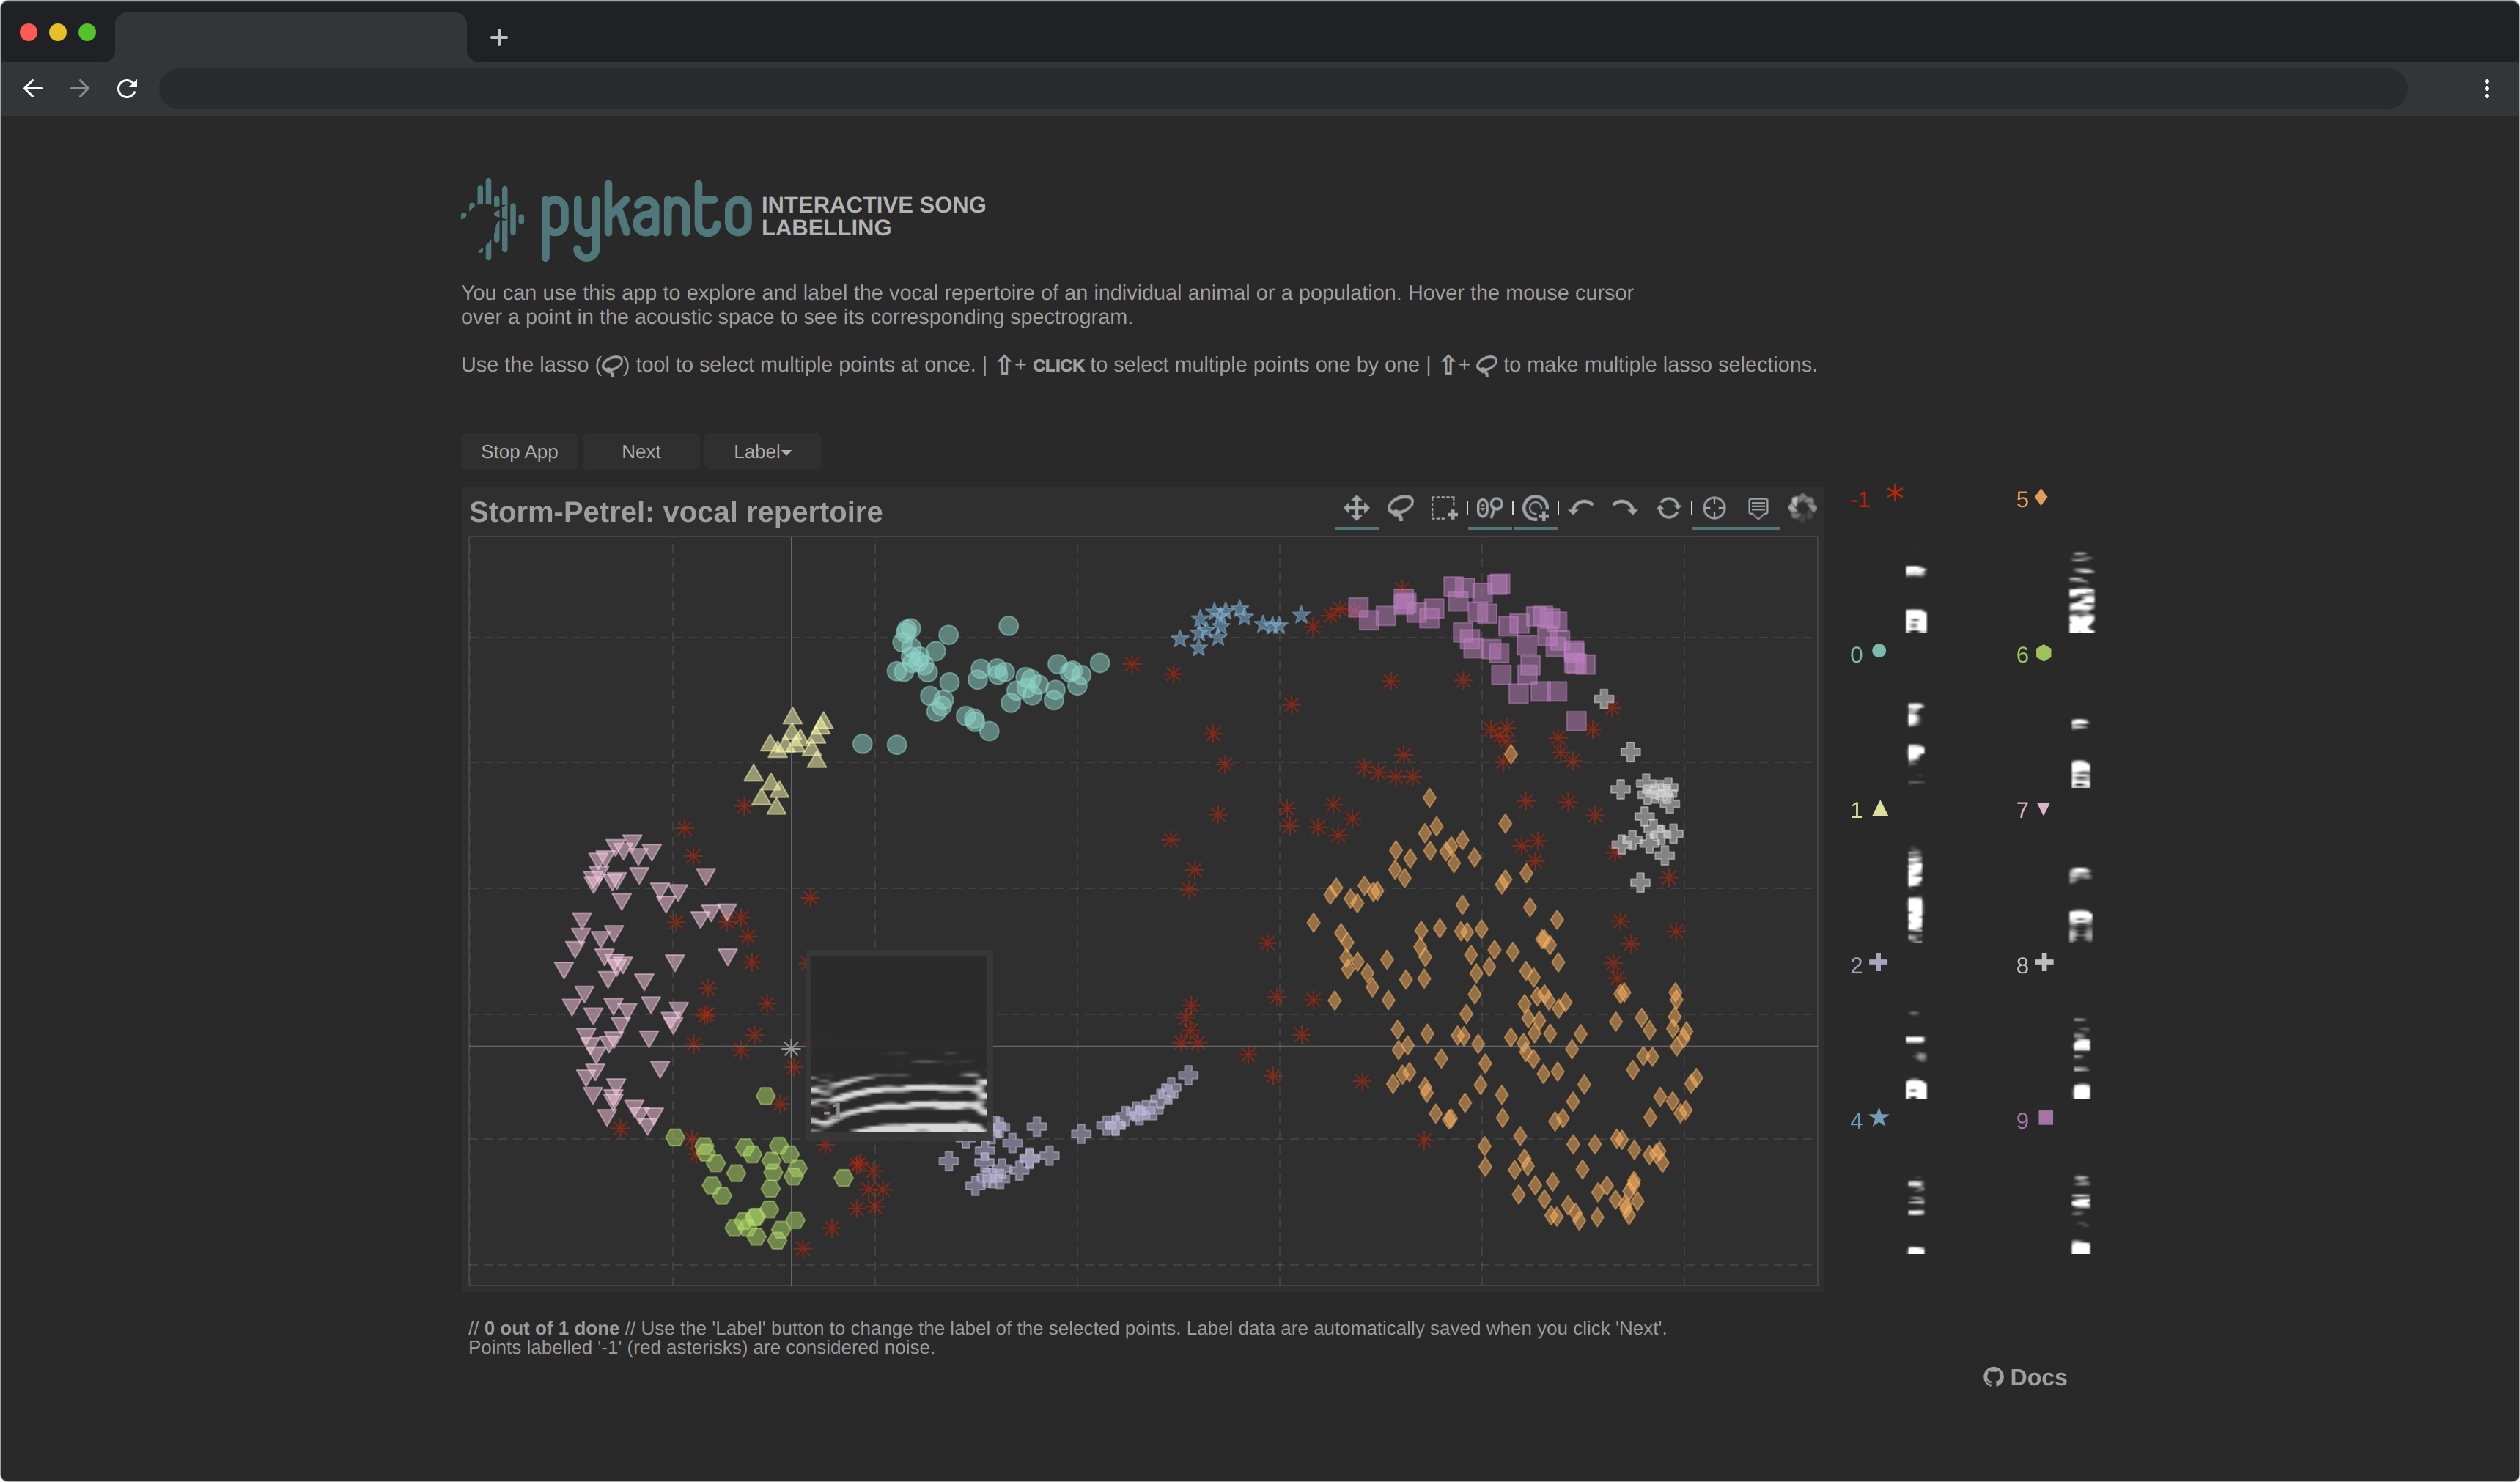 pykanto INTERACTIVE SONG
LABELLING
You can use this app to explore and label the vocal repertoire of an individual animal or a population. Hover the mouse cursor
over a point in the acoustic space to see its corresponding spectrogram.
Use the lasso () tool to select multiple points at once. | ⇧+ CLICK to select multiple points one by one | ⇧+ to make multiple lasso selections.
Stop App Next Label
Storm-Petrel: vocal repertoire
-1 5
0 6
1 7
2 8
4 9
-1
// 0 out of 1 done // Use the 'Label' button to change the label of the selected points. Label data are automatically saved when you click 'Next'.
Points labelled '-1' (red asterisks) are considered noise.
Docs